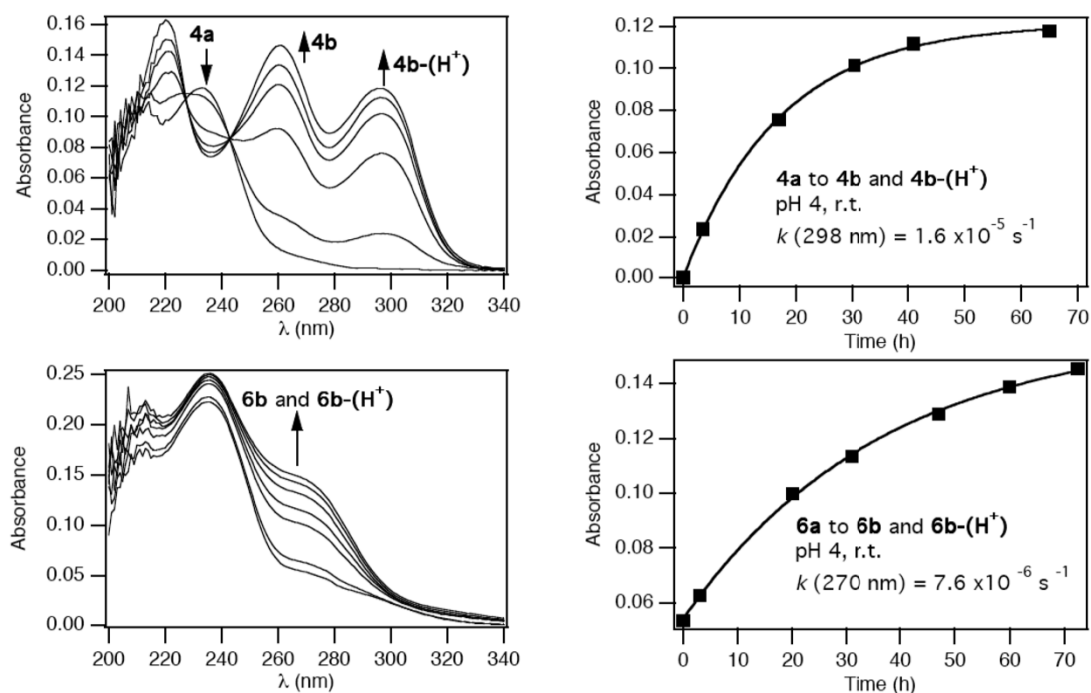 0.16
0.14
0.12
0.10
0.08
0.06
0.04
0.02
0.00
Absorbance
4a
4b
4b-(H⁺)
200 220 240 260 280 300 320 340
λ (nm)
0.12
0.10
0.08
0.06
0.04
0.02
0.00
Absorbance
4a to 4b and 4b-(H⁺)
pH 4, r.t.
k (298 nm) = 1.6 x10⁻⁵ s⁻¹
0 10 20 30 40 50 60 70
Time (h)
0.25
0.20
0.15
0.10
0.05
0.00
Absorbance
6b and 6b-(H⁺)
200 220 240 260 280 300 320 340
λ (nm)
0.14
0.12
0.10
0.08
0.06
Absorbance
6a to 6b and 6b-(H⁺)
pH 4, r.t.
k (270 nm) = 7.6 x10⁻⁶ s⁻¹
0 10 20 30 40 50 60 70
Time (h)